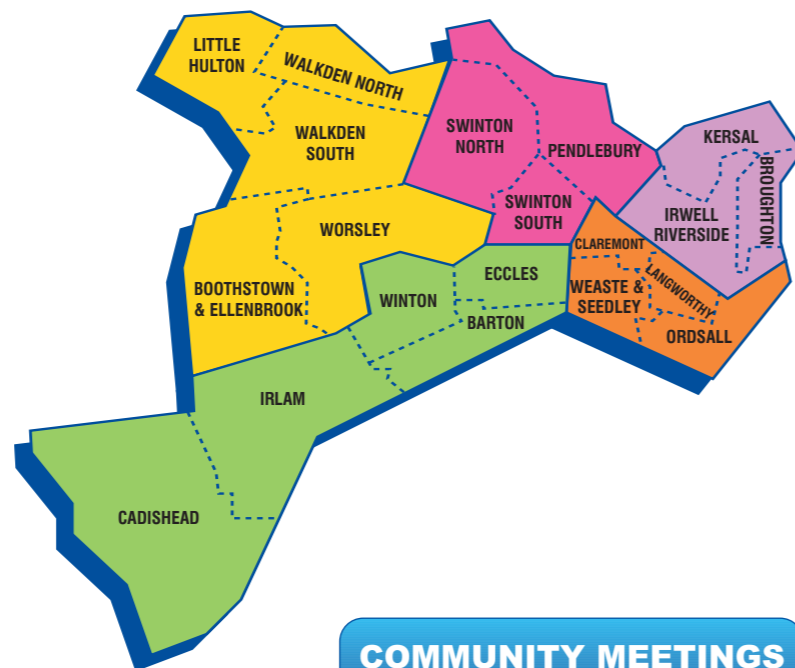 LITTLE
HULTON
WALKDEN NORTH
WALKDEN
SOUTH
SWINTON
NORTH
PENDLEBURY
SWINTON
SOUTH
KERSAL
BROUGHTON
IRWELL
RIVERSIDE
WORSLEY
BOOTHSTOWN
& ELLENBROOK
CLAREMONT
LANGWORTHY
WEASTE &
SEEDLEY
ORDSALL
ECCLES
WINTON
BARTON
IRLAM
CADISHEAD
COMMUNITY MEETINGS